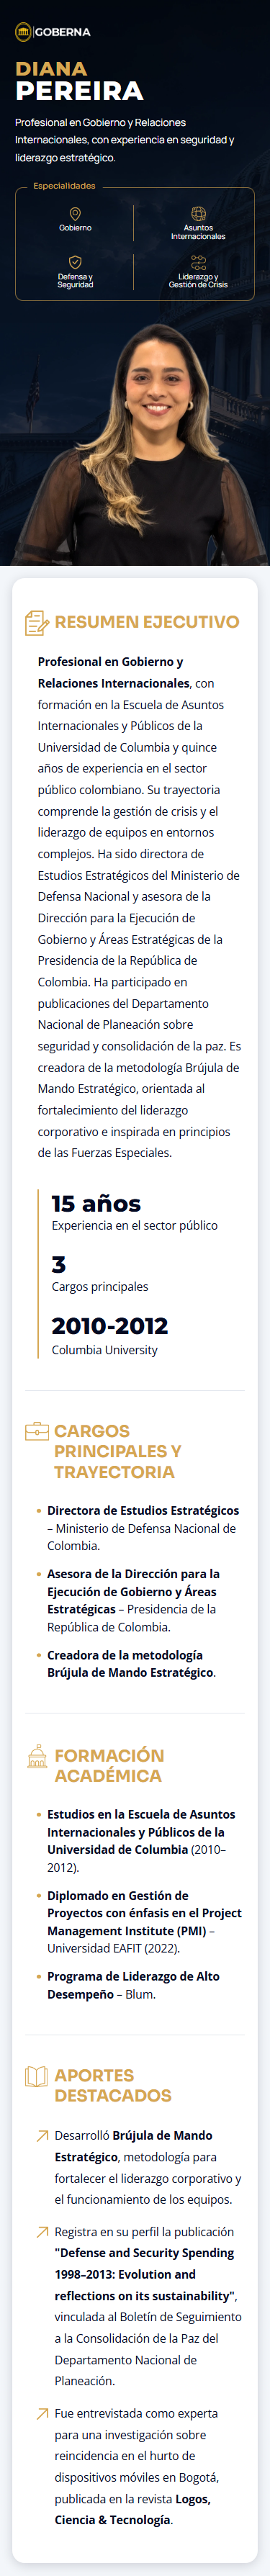 GOBERNA
DIANA
PEREIRA
Profesional en Gobierno y Relaciones
Internacionales, con experiencia en seguridad y
liderazgo estratégico.
Especialidades
Gobierno
Asuntos
Internacionales
Defensa y
Seguridad
Liderazgo y
Gestión de Crisis
RESUMEN EJECUTIVO
Profesional en Gobierno y
Relaciones Internacionales, con
formación en la Escuela de Asuntos
Internacionales y Públicos de la
Universidad de Columbia y quince
años de experiencia en el sector
público colombiano. Su trayectoria
comprende la gestión de crisis y el
liderazgo de equipos en entornos
complejos. Ha sido directora de
Estudios Estratégicos del Ministerio de
Defensa Nacional y asesora de la
Dirección para la Ejecución de
Gobierno y Áreas Estratégicas de la
Presidencia de la República de
Colombia. Ha participado en
publicaciones del Departamento
Nacional de Planeación sobre
seguridad y consolidación de la paz. Es
creadora de la metodología Brújula de
Mando Estratégico, orientada al
fortalecimiento del liderazgo
corporativo e inspirada en principios
de las Fuerzas Especiales.
15 años
Experiencia en el sector público
3
Cargos principales
2010-2012
Columbia University
CARGOS
PRINCIPALES Y
TRAYECTORIA
• Directora de Estudios Estratégicos
– Ministerio de Defensa Nacional de
Colombia.
• Asesora de la Dirección para la
Ejecución de Gobierno y Áreas
Estratégicas – Presidencia de la
República de Colombia.
• Creadora de la metodología
Brújula de Mando Estratégico.
FORMACIÓN
ACADÉMICA
• Estudios en la Escuela de Asuntos
Internacionales y Públicos de la
Universidad de Columbia (2010–
2012).
• Diplomado en Gestión de
Proyectos con énfasis en el Project
Management Institute (PMI) –
Universidad EAFIT (2022).
• Programa de Liderazgo de Alto
Desempeño – Blum.
APORTES
DESTACADOS
Desarrolló Brújula de Mando
Estratégico, metodología para
fortalecer el liderazgo corporativo y
el funcionamiento de los equipos.
Registra en su perfil la publicación
"Defense and Security Spending
1998–2013: Evolution and
reflections on its sustainability",
vinculada al Boletín de Seguimiento
a la Consolidación de la Paz del
Departamento Nacional de
Planeación.
Fue entrevistada como experta
para una investigación sobre
reincidencia en el hurto de
dispositivos móviles en Bogotá,
publicada en la revista Logos,
Ciencia & Tecnología.